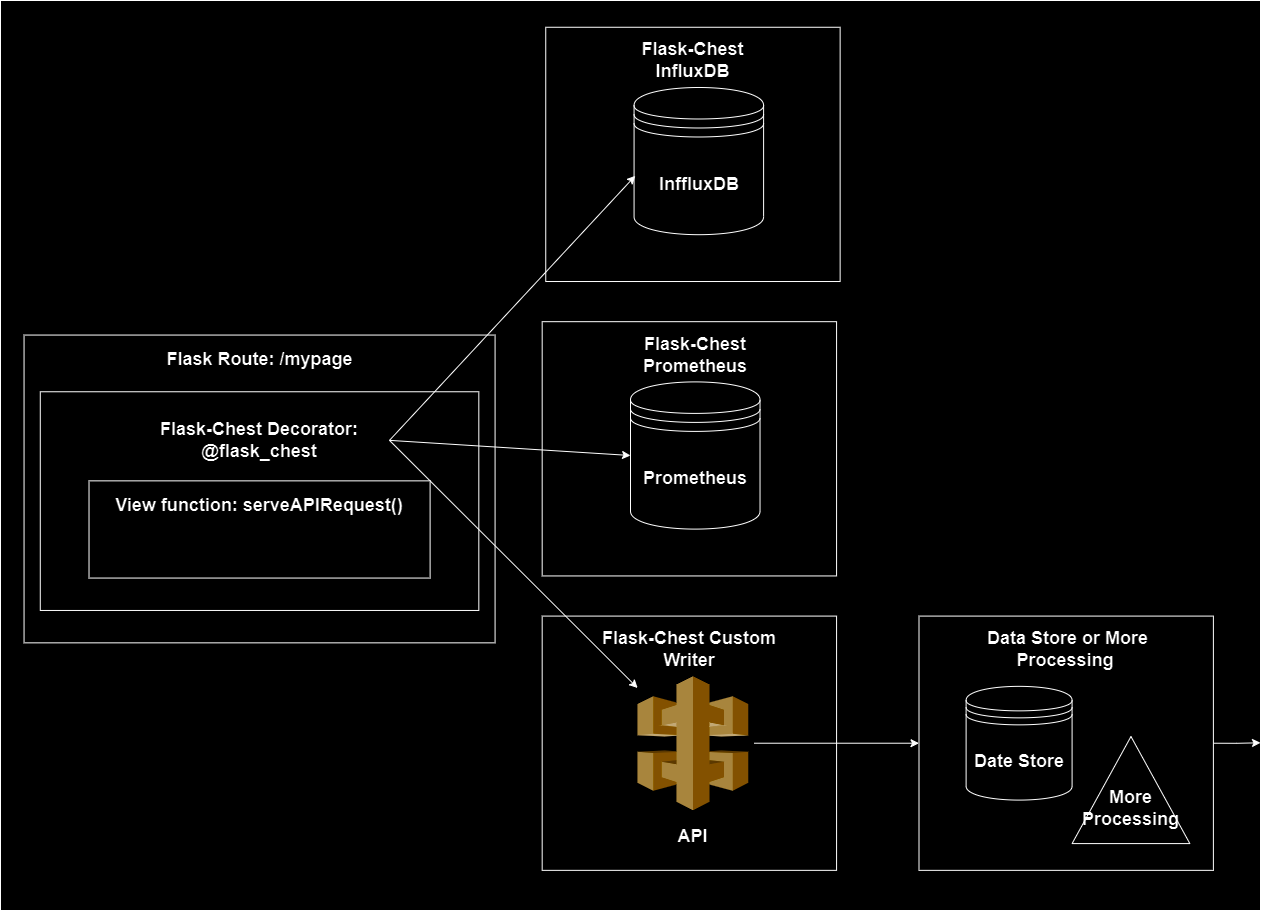 Flask-Chest
InfluxDB
InffluxDB
Flask Route: /mypage
Flask-Chest Decorator:
@flask_chest
View function: serveAPIRequest()
Flask-Chest
Prometheus
Prometheus
Flask-Chest Custom
Writer
API
Data Store or More
Processing
Date Store
More
Processing